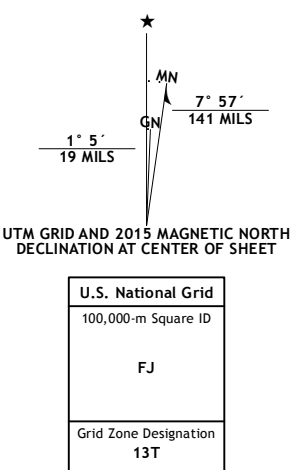 ★
MN
7° 57´
141 MILS
GN
1° 5´
19 MILS
UTM GRID AND 2015 MAGNETIC NORTH
DECLINATION AT CENTER OF SHEET
U.S. National Grid
100,000-m Square ID
FJ
Grid Zone Designation
13T